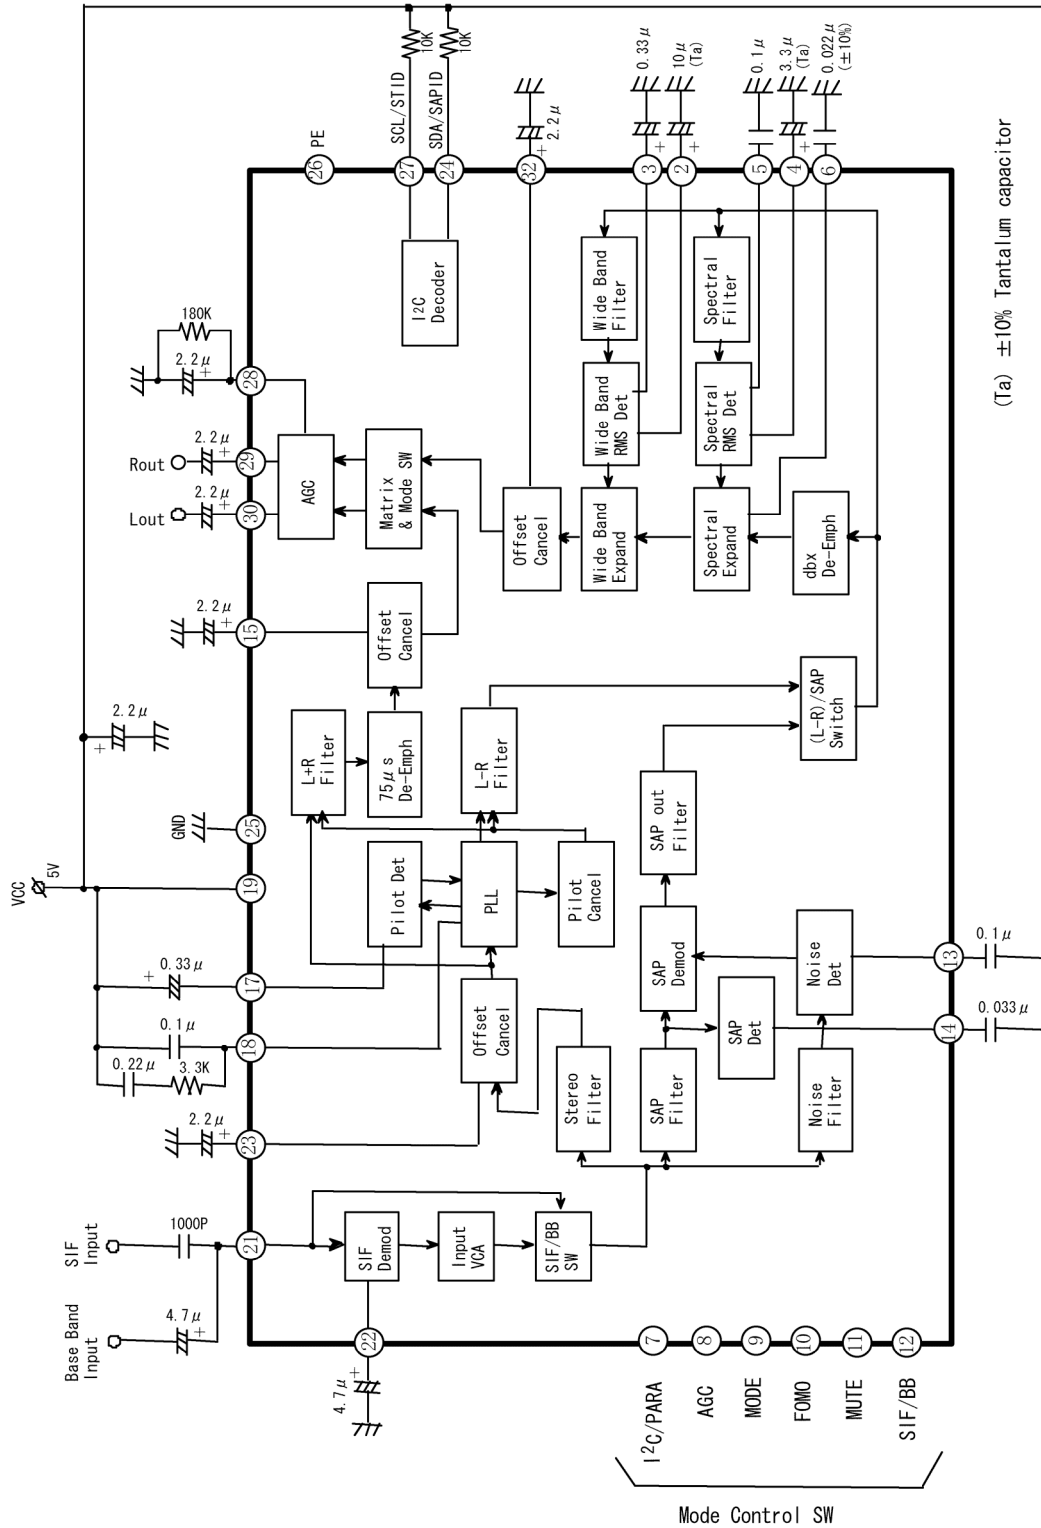 VCC
5V
10K
10K
SCL/STID
SDA/SAPID
26
PE
27
24
32
2.2μ
+
0.33μ
10μ
(Ta)
0.1μ
3.3μ
(Ta)
0.022μ
(±10%)
3
+
2
+
5
4
+
6
180K
2.2μ
+
28
Rout
2.2μ
+
29
Lout
2.2μ
+
30
2.2μ
+
15
2.2μ
+
GND
25
19
+
0.33μ
17
0.1μ
18
0.22μ
3.3K
2.2μ
+
23
SIF
Input
1000P
21
Base Band
Input
4.7μ
+
4.7μ
+
22
I²C
Decoder
AGC
Matrix
& Mode SW
Offset
Cancel
Wide Band
Filter
Wide Band
RMS Det
Wide Band
Expand
Spectral
Filter
Spectral
RMS Det
Spectral
Expand
dbx
De-Emph
Offset
Cancel
L+R
Filter
75μs
De-Emph
L-R
Filter
(L-R)/SAP
Switch
Pilot Det
PLL
Pilot
Cancel
SAP out
Filter
Offset
Cancel
SAP
Demod
Noise
Det
SAP
Det
Stereo
Filter
SAP
Filter
Noise
Filter
SIF
Demod
Input
VCA
SIF/BB
SW
13
0.1μ
14
0.033μ
7
8
9
10
11
12
I²C/PARA
AGC
MODE
FOMO
MUTE
SIF/BB
Mode Control SW
(Ta) ±10% Tantalum capacitor